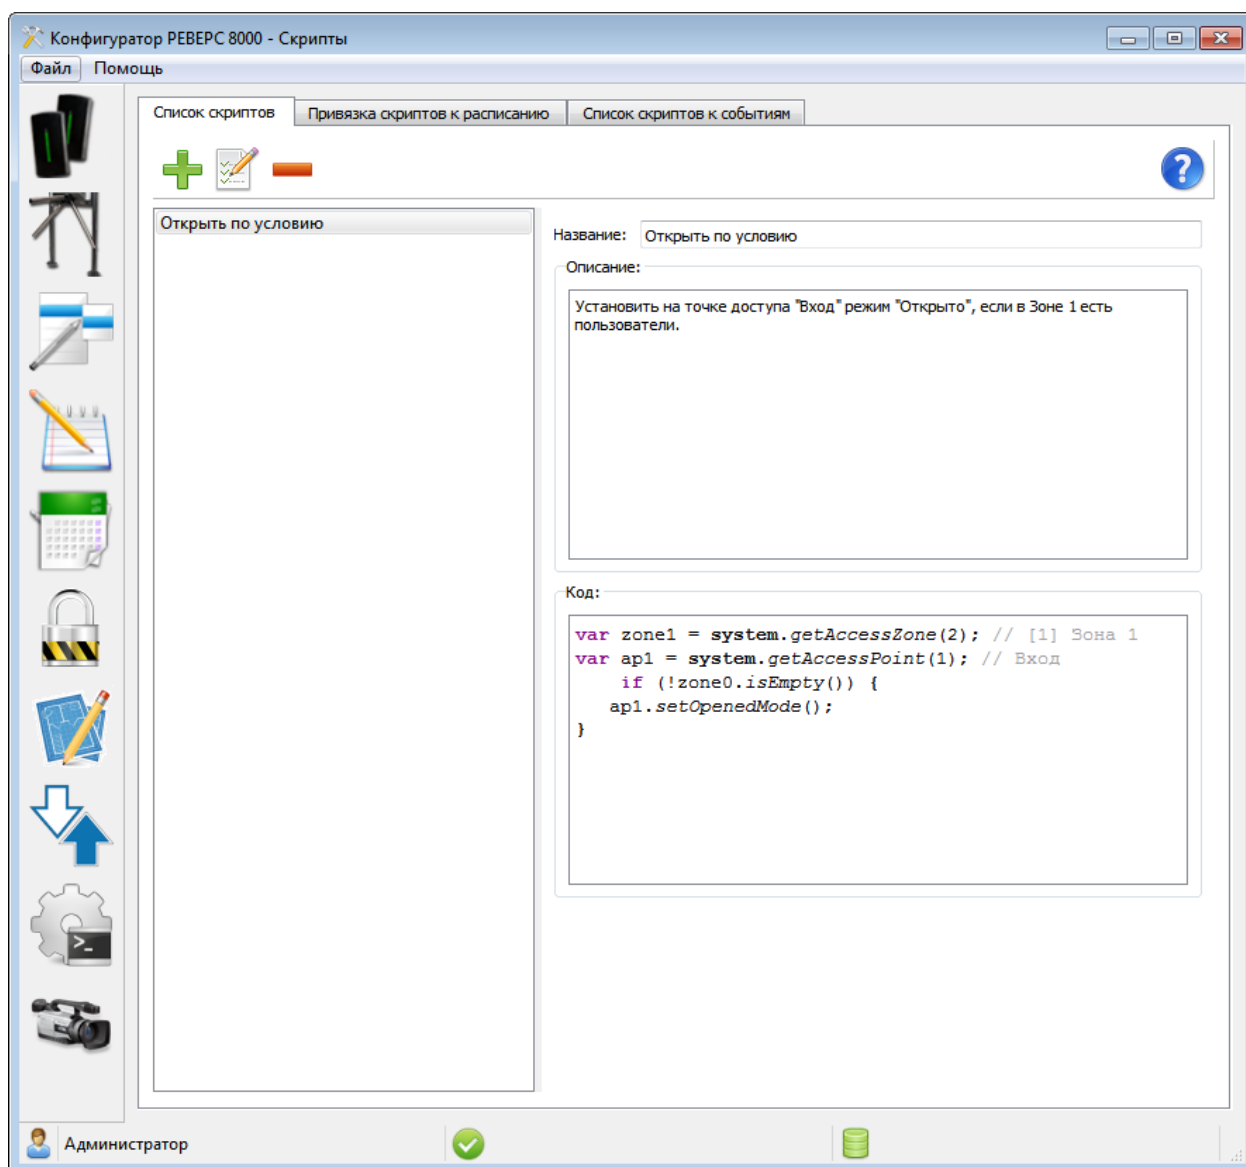 Конфигуратор РЕВЕРС 8000 - Скрипты
Файл Помощь
Список скриптов Привязка скриптов к расписанию Список скриптов к событиям
Открыть по условию
Название: Открыть по условию
Описание:
Установить на точке доступа "Вход" режим "Открыто", если в Зоне 1 есть
пользователи.
Код:
var zone1 = system.getAccessZone(2); // [1] Зона 1
var ap1 = system.getAccessPoint(1); // Вход
if (!zone0.isEmpty()) {
ap1.setOpenedMode();
}
Администратор